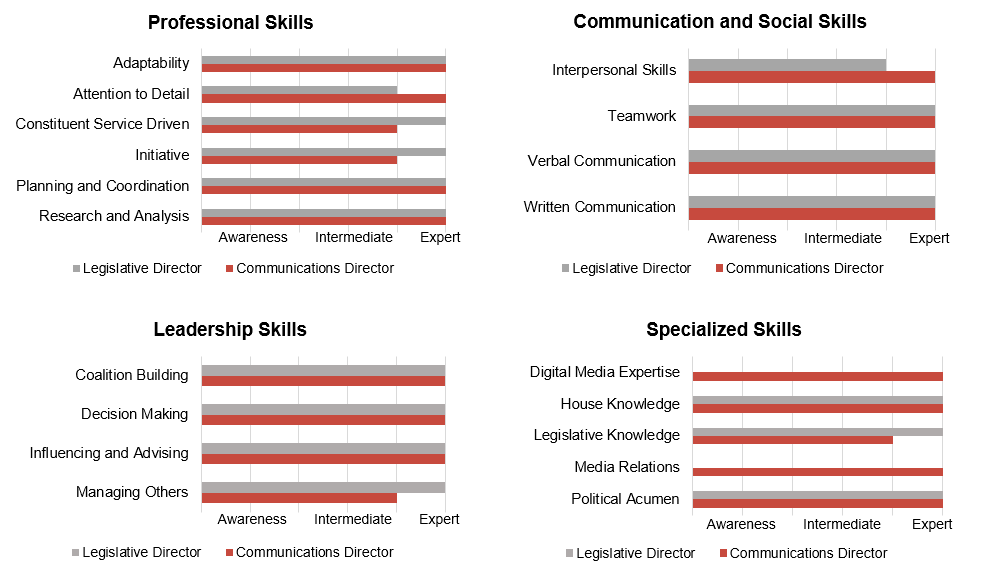 Professional Skills
Adaptability
Attention to Detail
Constituent Service Driven
Initiative
Planning and Coordination
Research and Analysis
Awareness Intermediate Expert
Legislative Director Communications Director
Communication and Social Skills
Interpersonal Skills
Teamwork
Verbal Communication
Written Communication
Awareness Intermediate Expert
Legislative Director Communications Director
Leadership Skills
Coalition Building
Decision Making
Influencing and Advising
Managing Others
Awareness Intermediate Expert
Legislative Director Communications Director
Specialized Skills
Digital Media Expertise
House Knowledge
Legislative Knowledge
Media Relations
Political Acumen
Awareness Intermediate Expert
Legislative Director Communications Director